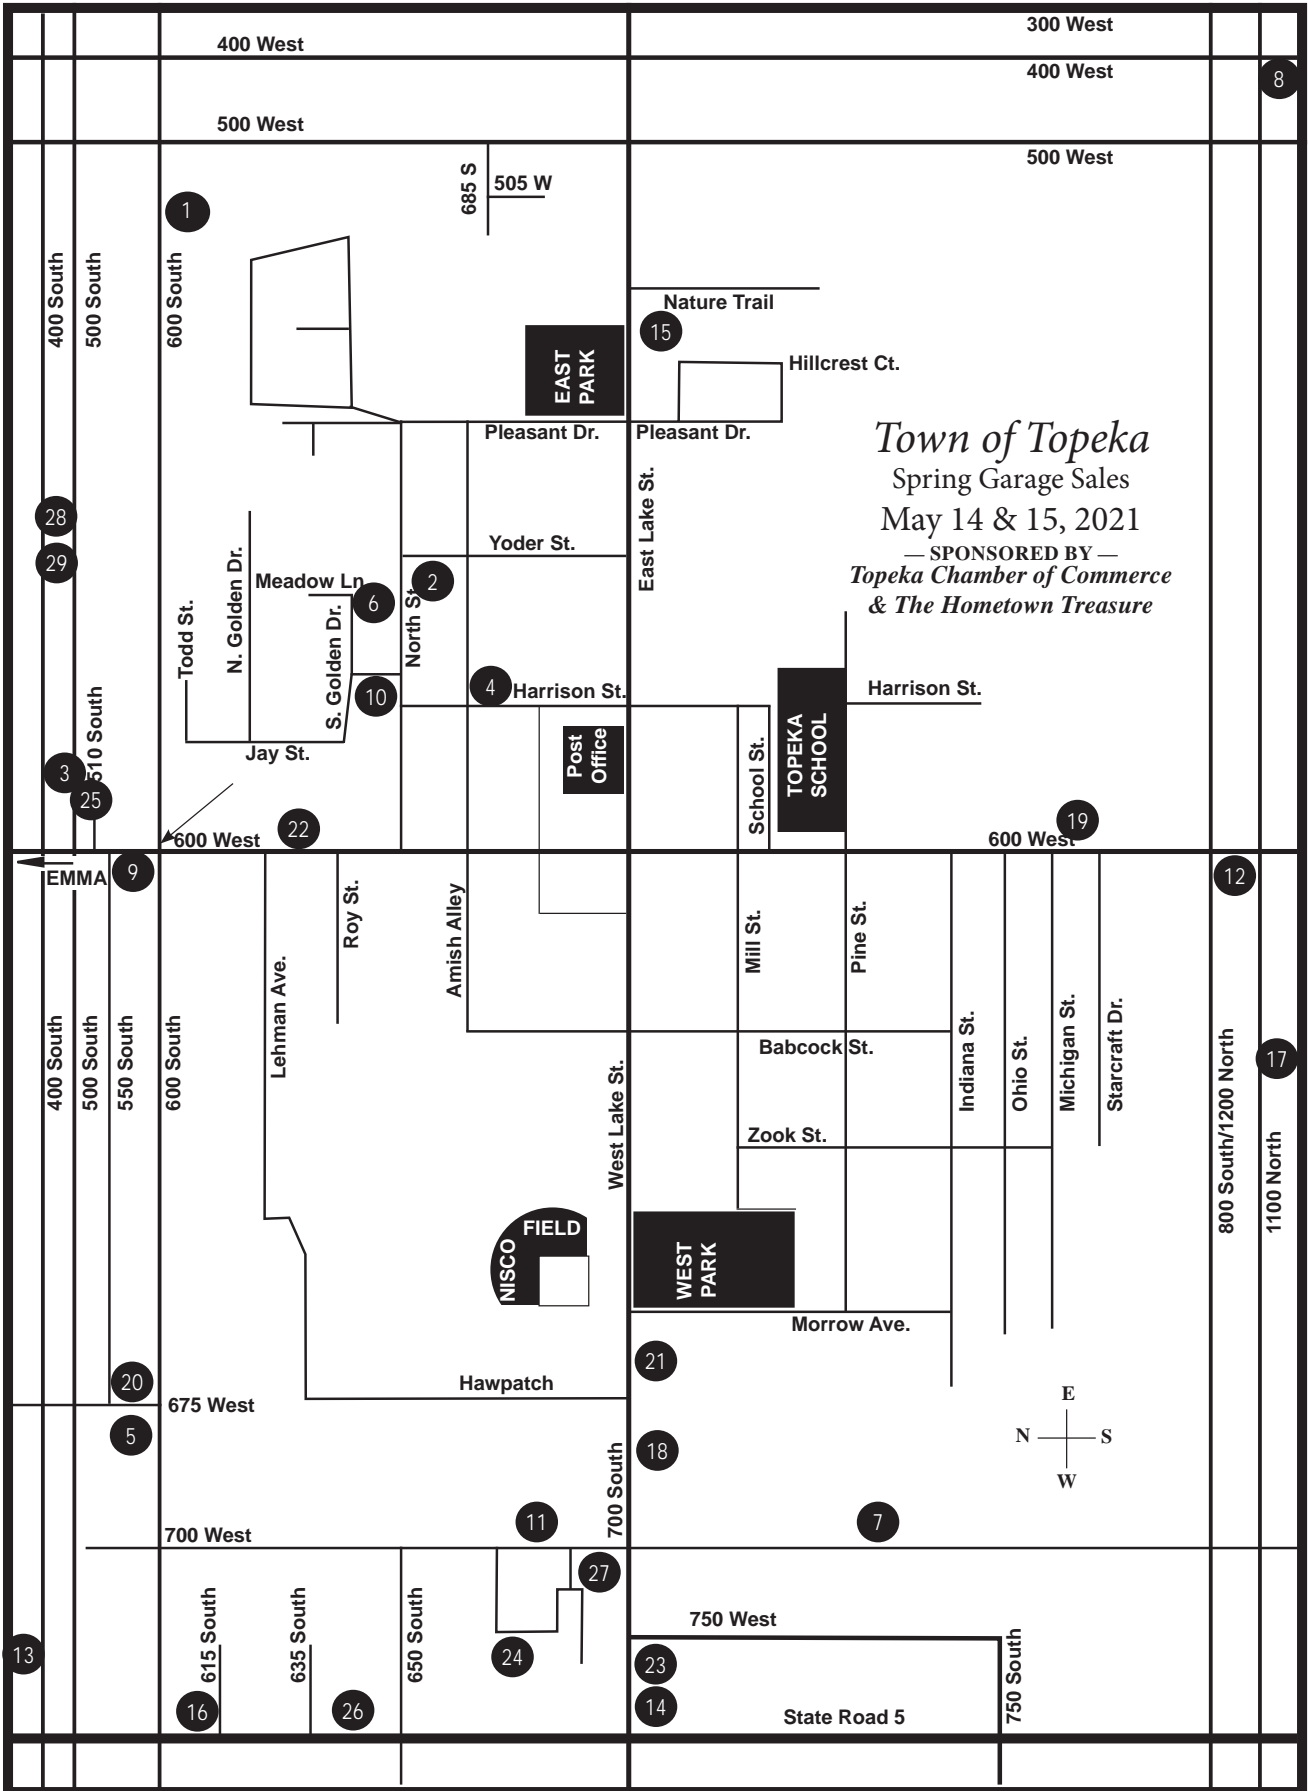 300 West
400 West
400 West
8
500 West
500 West
685 S
505 W
1
400 South
500 South
600 South
Nature Trail
15
EAST
PARK
Hillcrest Ct.
Pleasant Dr.
Pleasant Dr.
Town of Topeka
Spring Garage Sales
May 14 & 15, 2021
— SPONSORED BY —
Topeka Chamber of Commerce
& The Hometown Treasure
East Lake St.
28
29
Yoder St.
N. Golden Dr.
Meadow Ln
6
2
North St.
Todd St.
S. Golden Dr.
10
4
Harrison St.
Harrison St.
TOPEKA
SCHOOL
Post
Office
School St.
Jay St.
510 South
3
25
600 West
22
600 West
19
EMMA
9
12
Roy St.
Amish Alley
Mill St.
Pine St.
Lehman Ave.
400 South
500 South
550 South
600 South
West Lake St.
Babcock St.
Indiana St.
Ohio St.
Michigan St.
Starcraft Dr.
17
800 South/1200 North
1100 North
Zook St.
NISCO
FIELD
WEST
PARK
Morrow Ave.
21
20
Hawpatch
675 West
5
18
E
N
S
W
700 South
700 West
11
7
27
615 South
635 South
650 South
750 West
13
24
23
750 South
16
26
14
State Road 5